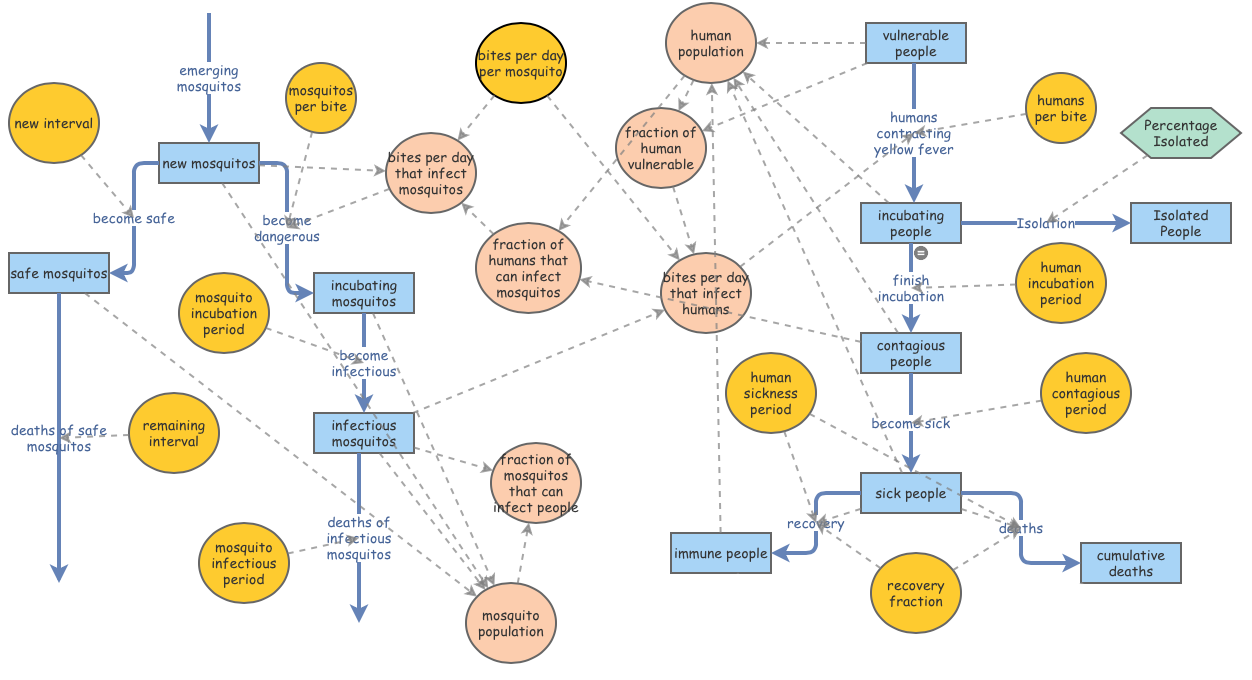 emerging
mosquitos
new interval
mosquitos
per bite
bites per day
per mosquito
human
population
vulnerable
people
humans
per bite
Percentage
Isolated
new mosquitos
bites per day
that infect
mosquitos
fraction of
human
vulnerable
humans
contracting
yellow fever
become safe
become
dangerous
incubating
people
Isolation
Isolated
People
safe mosquitos
incubating
mosquitos
fraction of
humans that
can infect
mosquitos
bites per day
that infect
humans
=
finish
incubation
human
incubation
period
mosquito
incubation
period
become
infectious
contagious
people
human
sickness
period
human
contagious
period
deaths of safe
mosquitos
remaining
interval
infectious
mosquitos
become sick
fraction of
mosquitos
that can
infect people
sick people
deaths of
infectious
mosquitos
recovery
deaths
mosquito
infectious
period
immune people
cumulative
deaths
recovery
fraction
mosquito
population